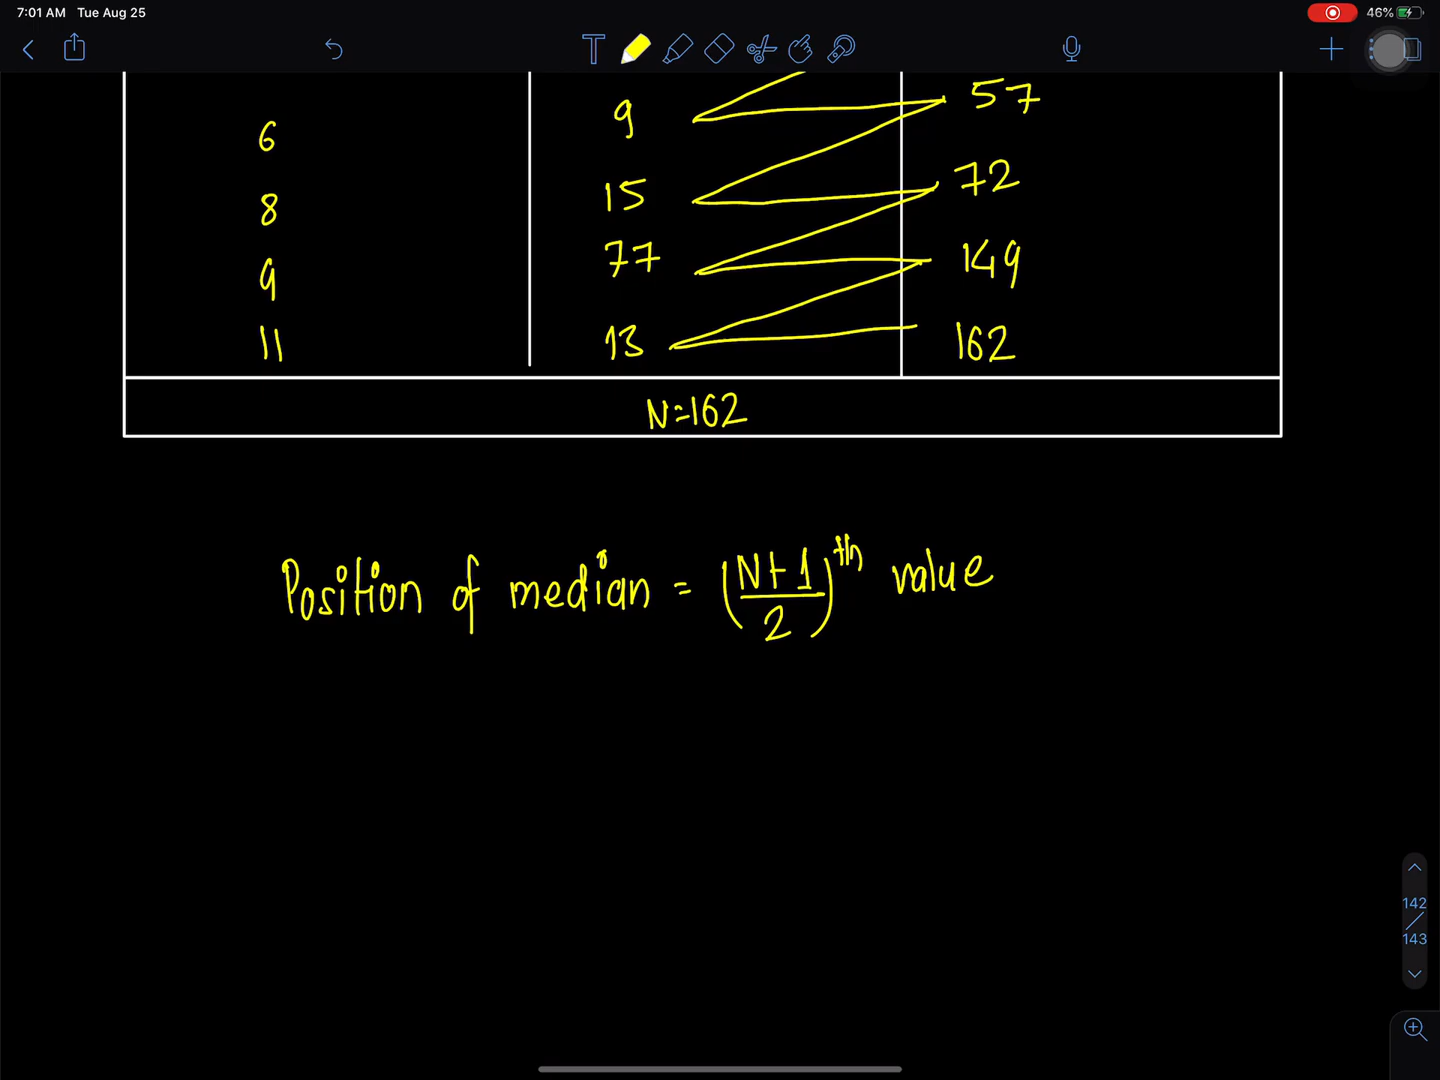 7:01 AM Tue Aug 25 46%
T
6 9 57
8 15 72
9 77 149
11 13 162
N=162
Position of median = (N+1/2)th value
142
143